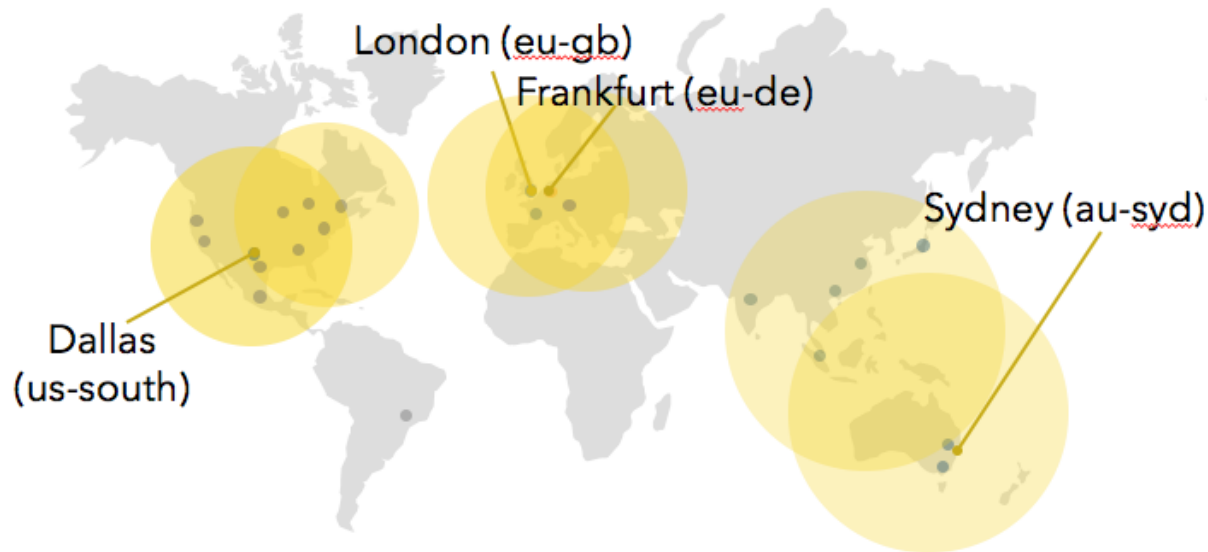 London (eu-gb)
Frankfurt (eu-de)
Sydney (au-syd)
Dallas
(us-south)